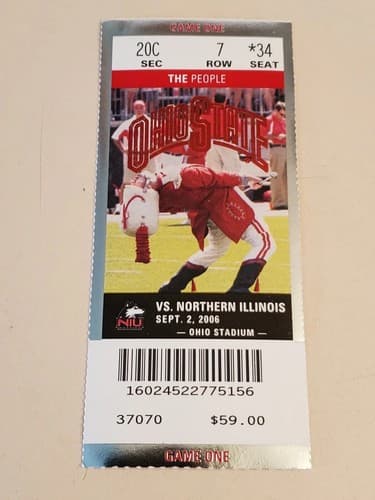 GAME ONE
20C 7 *34
SEC ROW SEAT
THE PEOPLE
OHIO STATE
NIU
VS. NORTHERN ILLINOIS
SEPT. 2, 2006
— OHIO STADIUM —
16024522775156
37070 $59.00
GAME ONE